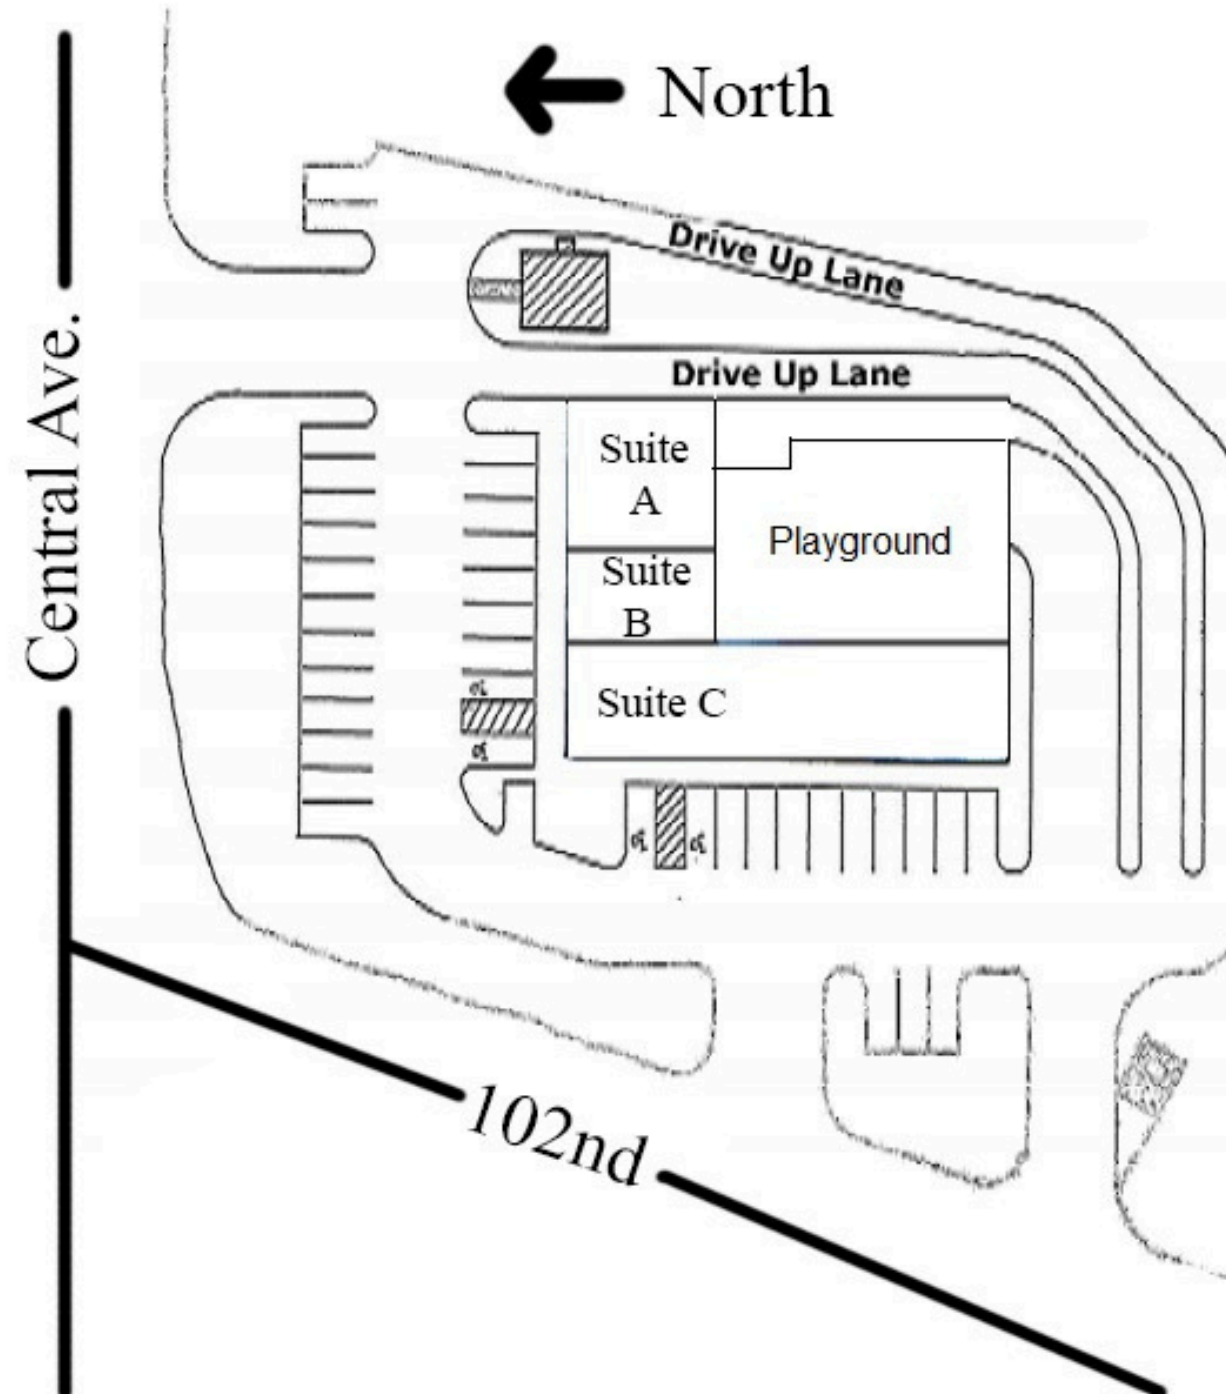 North
Drive Up Lane
Drive Up Lane
Central Ave.
Suite
A
Playground
Suite
B
Suite C
102nd